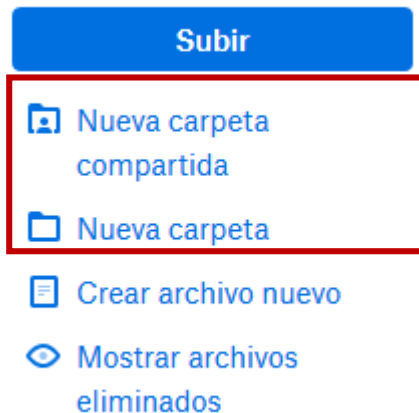 Subir
Nueva carpeta
compartida
Nueva carpeta
Crear archivo nuevo
Mostrar archivos
eliminados